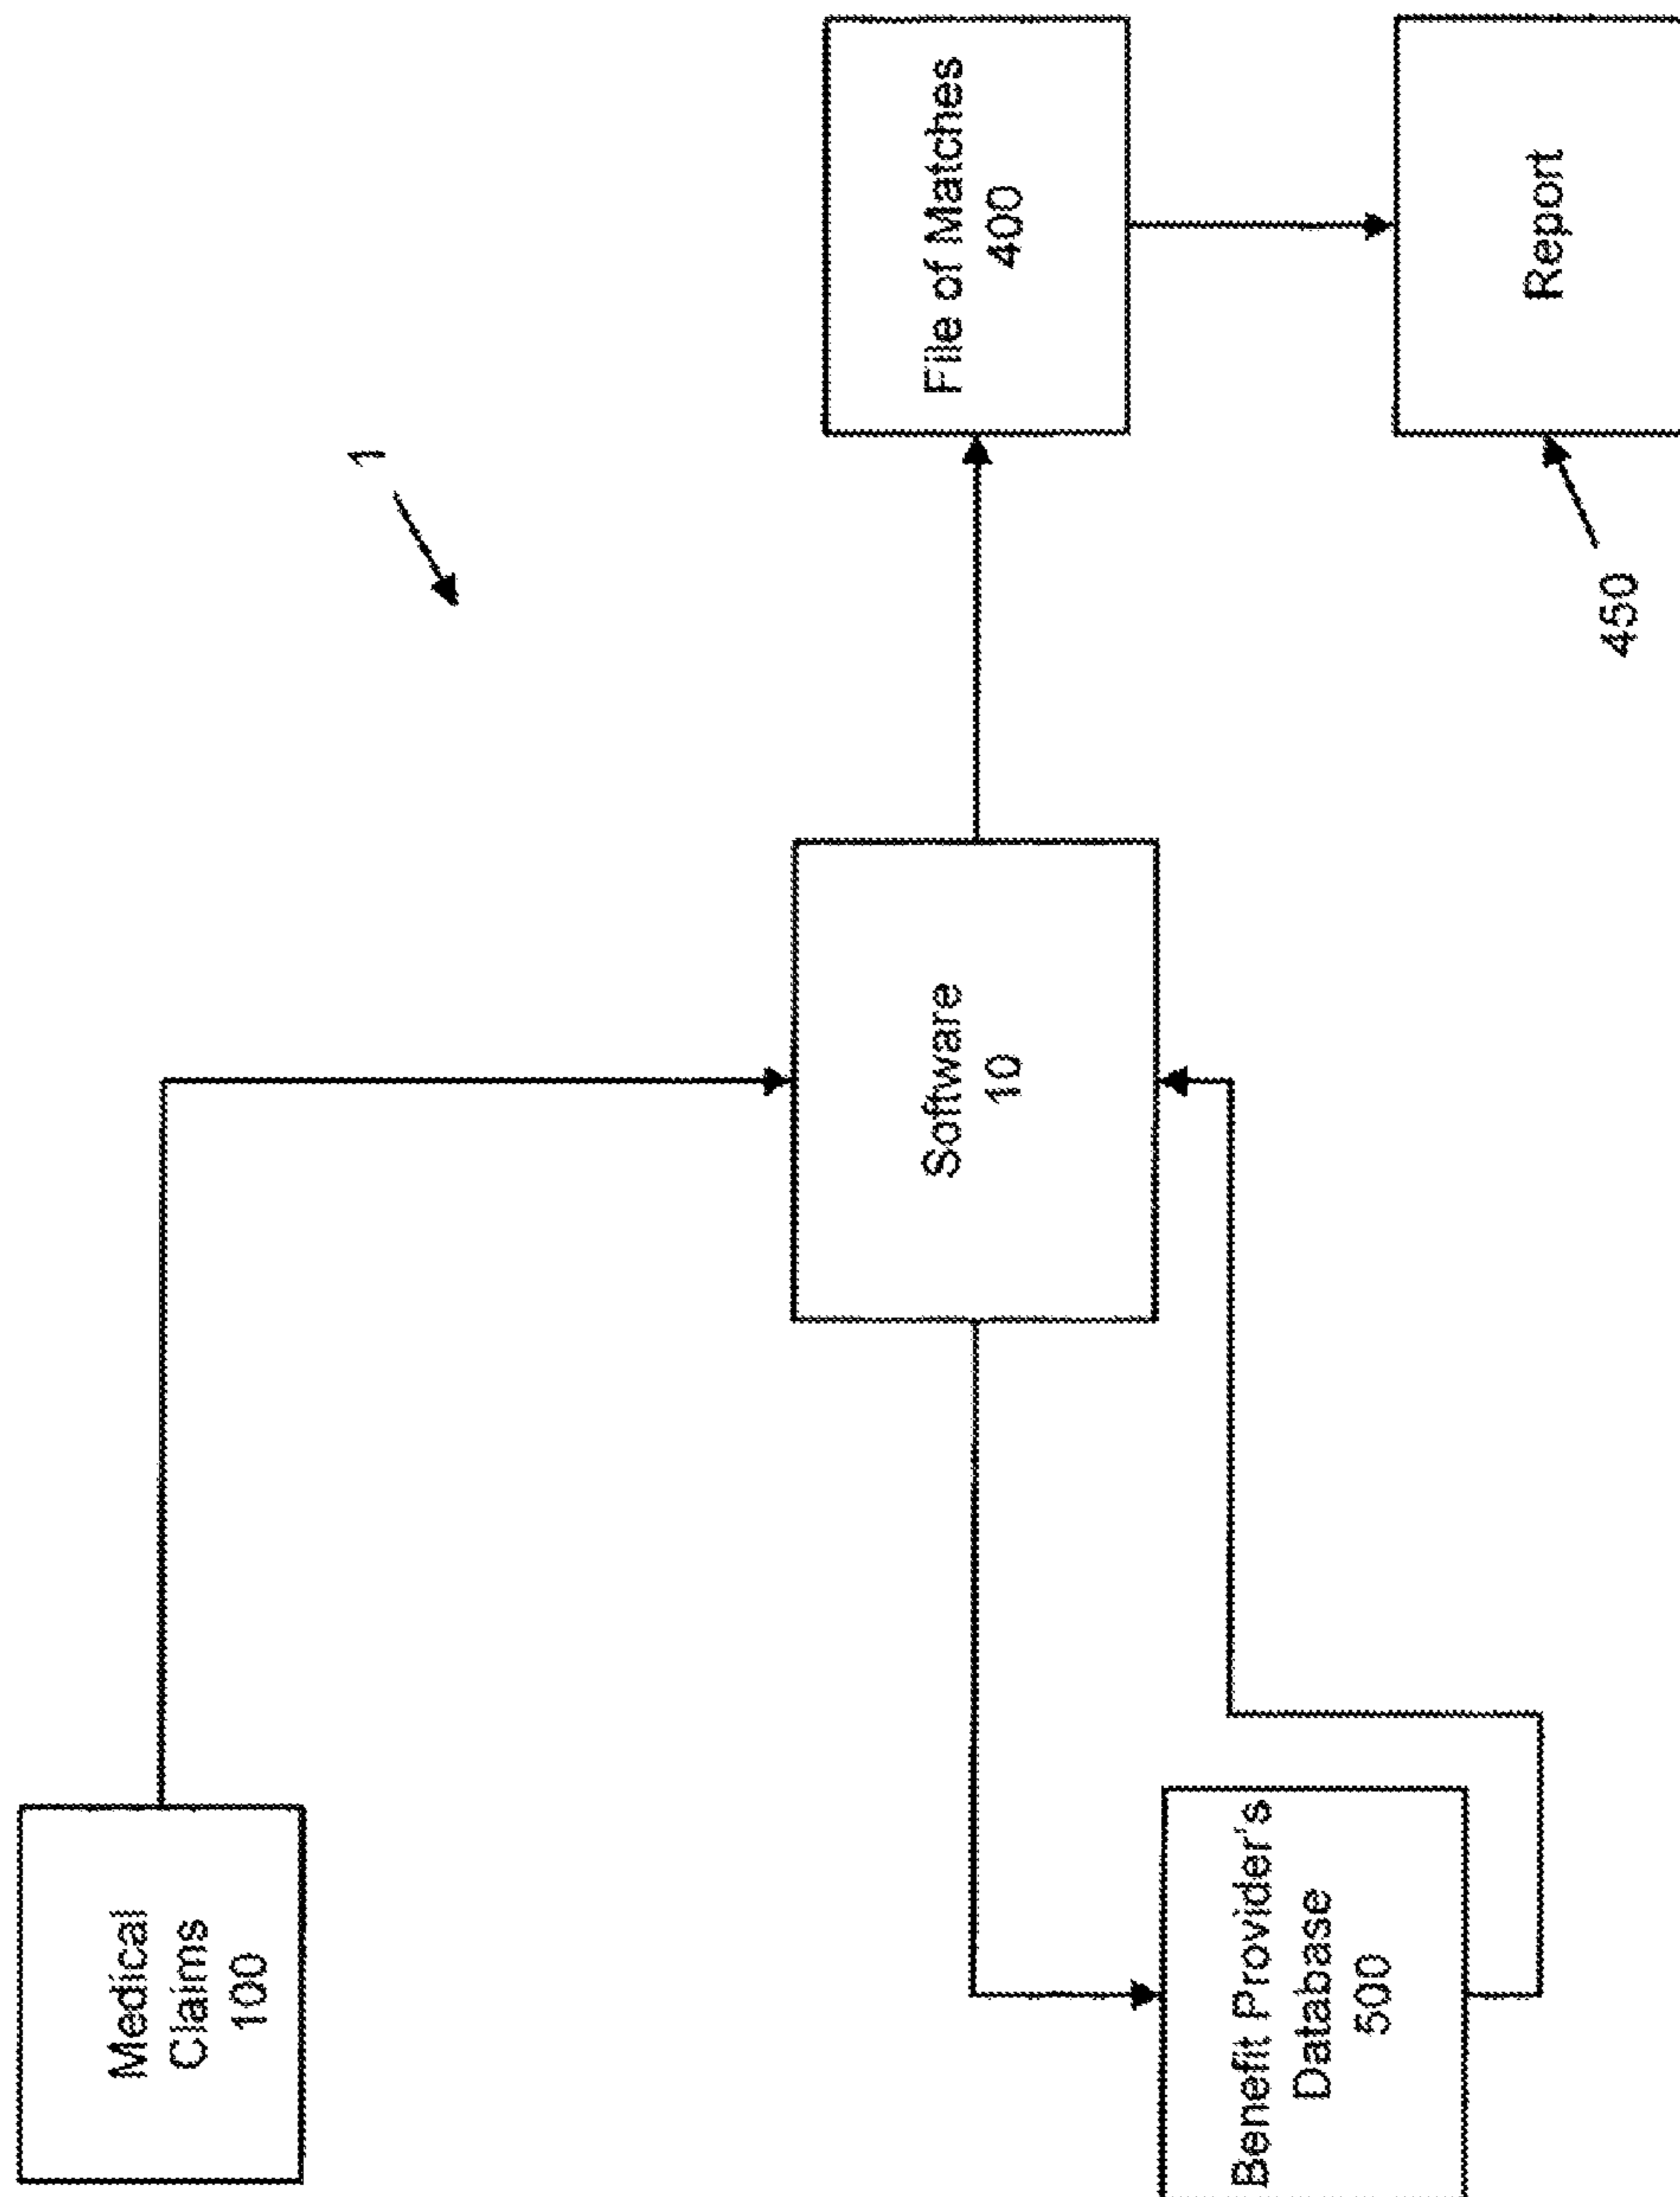 Medical
Claims
100
1
Software
10
Benefit Provider's
Database
500
File of Matches
400
Report
450